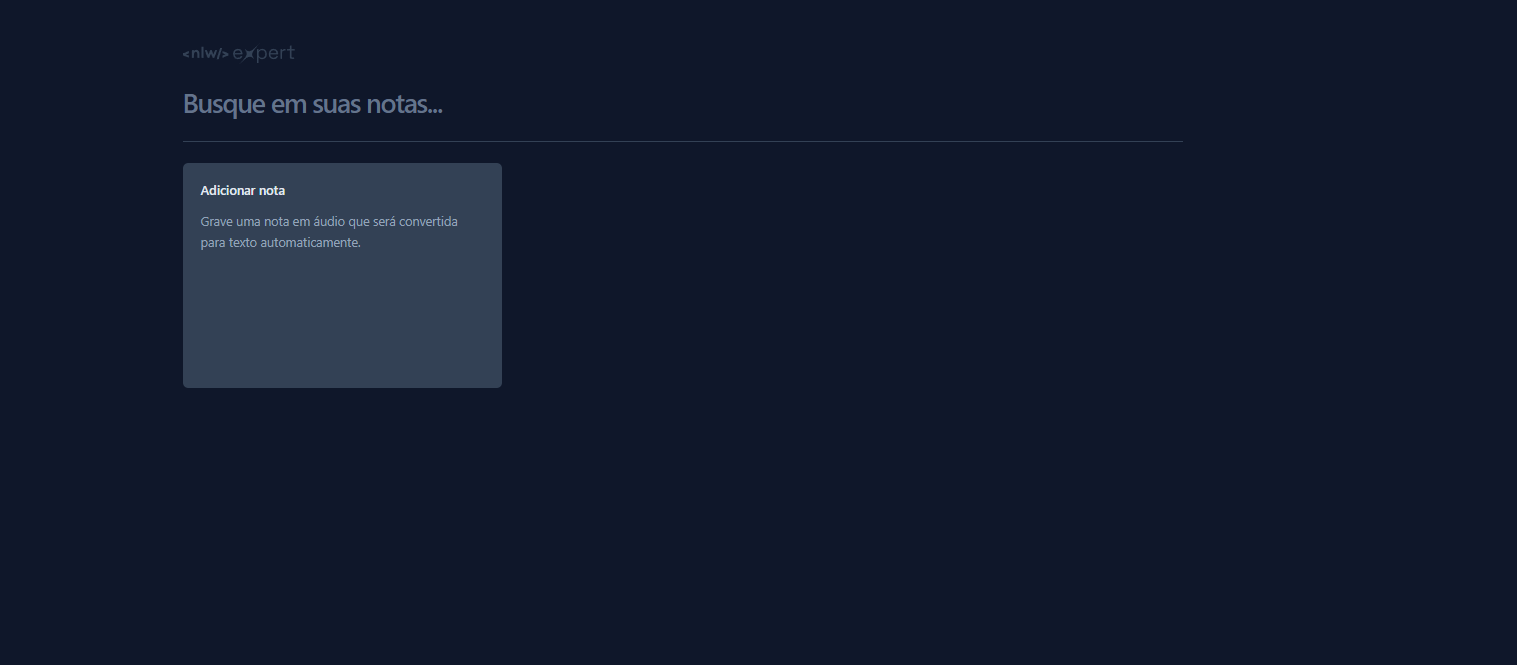 <nlw/> expert
Busque em suas notas...
Adicionar nota
Grave uma nota em áudio que será convertida
para texto automaticamente.